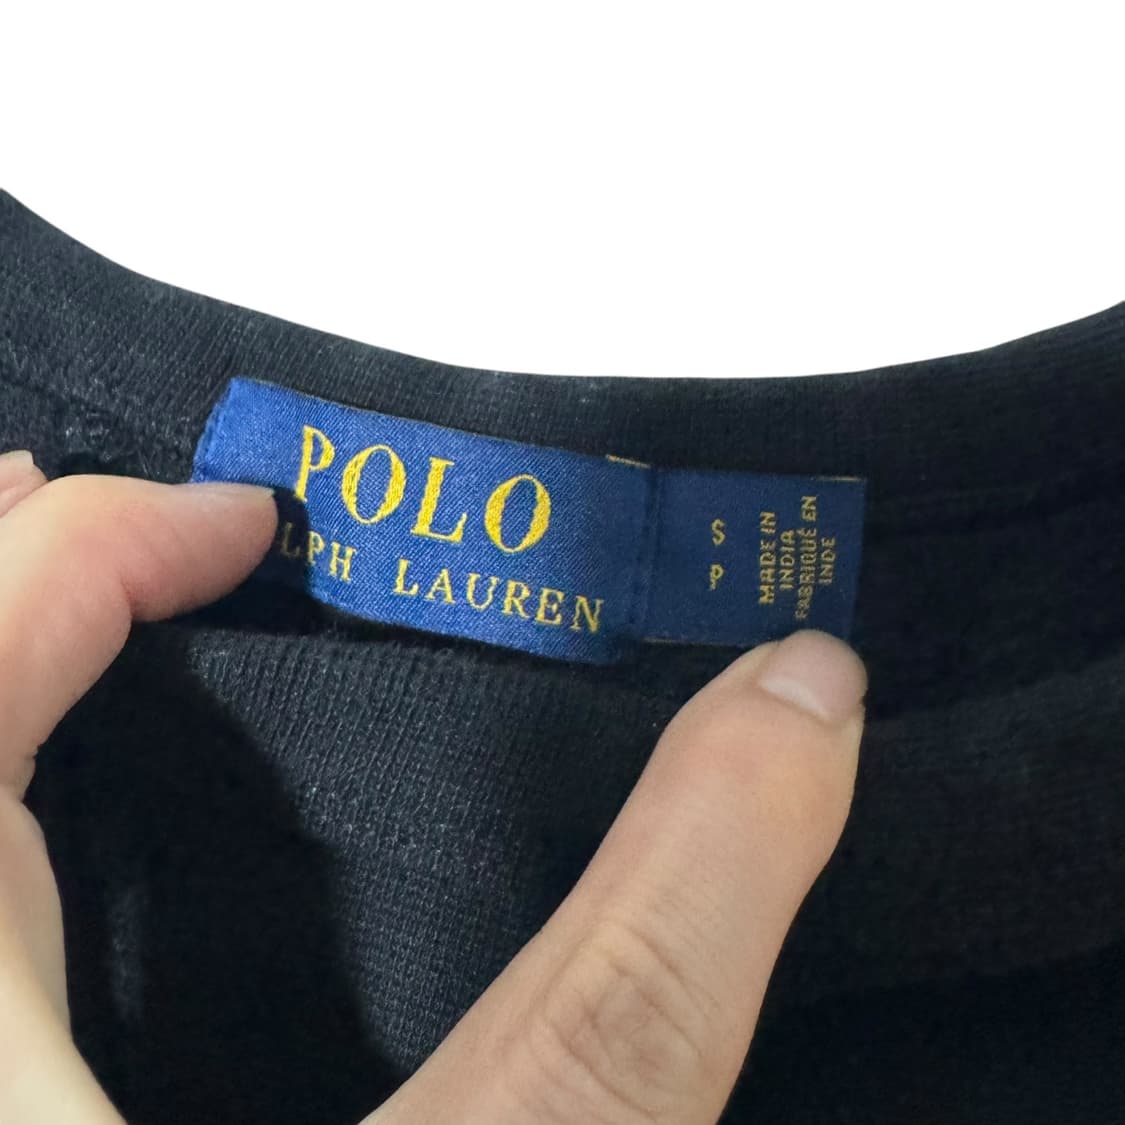 POLO
LPH LAUREN
S
P
MADE IN
INDIA
FABRIQUÉ EN
INDE